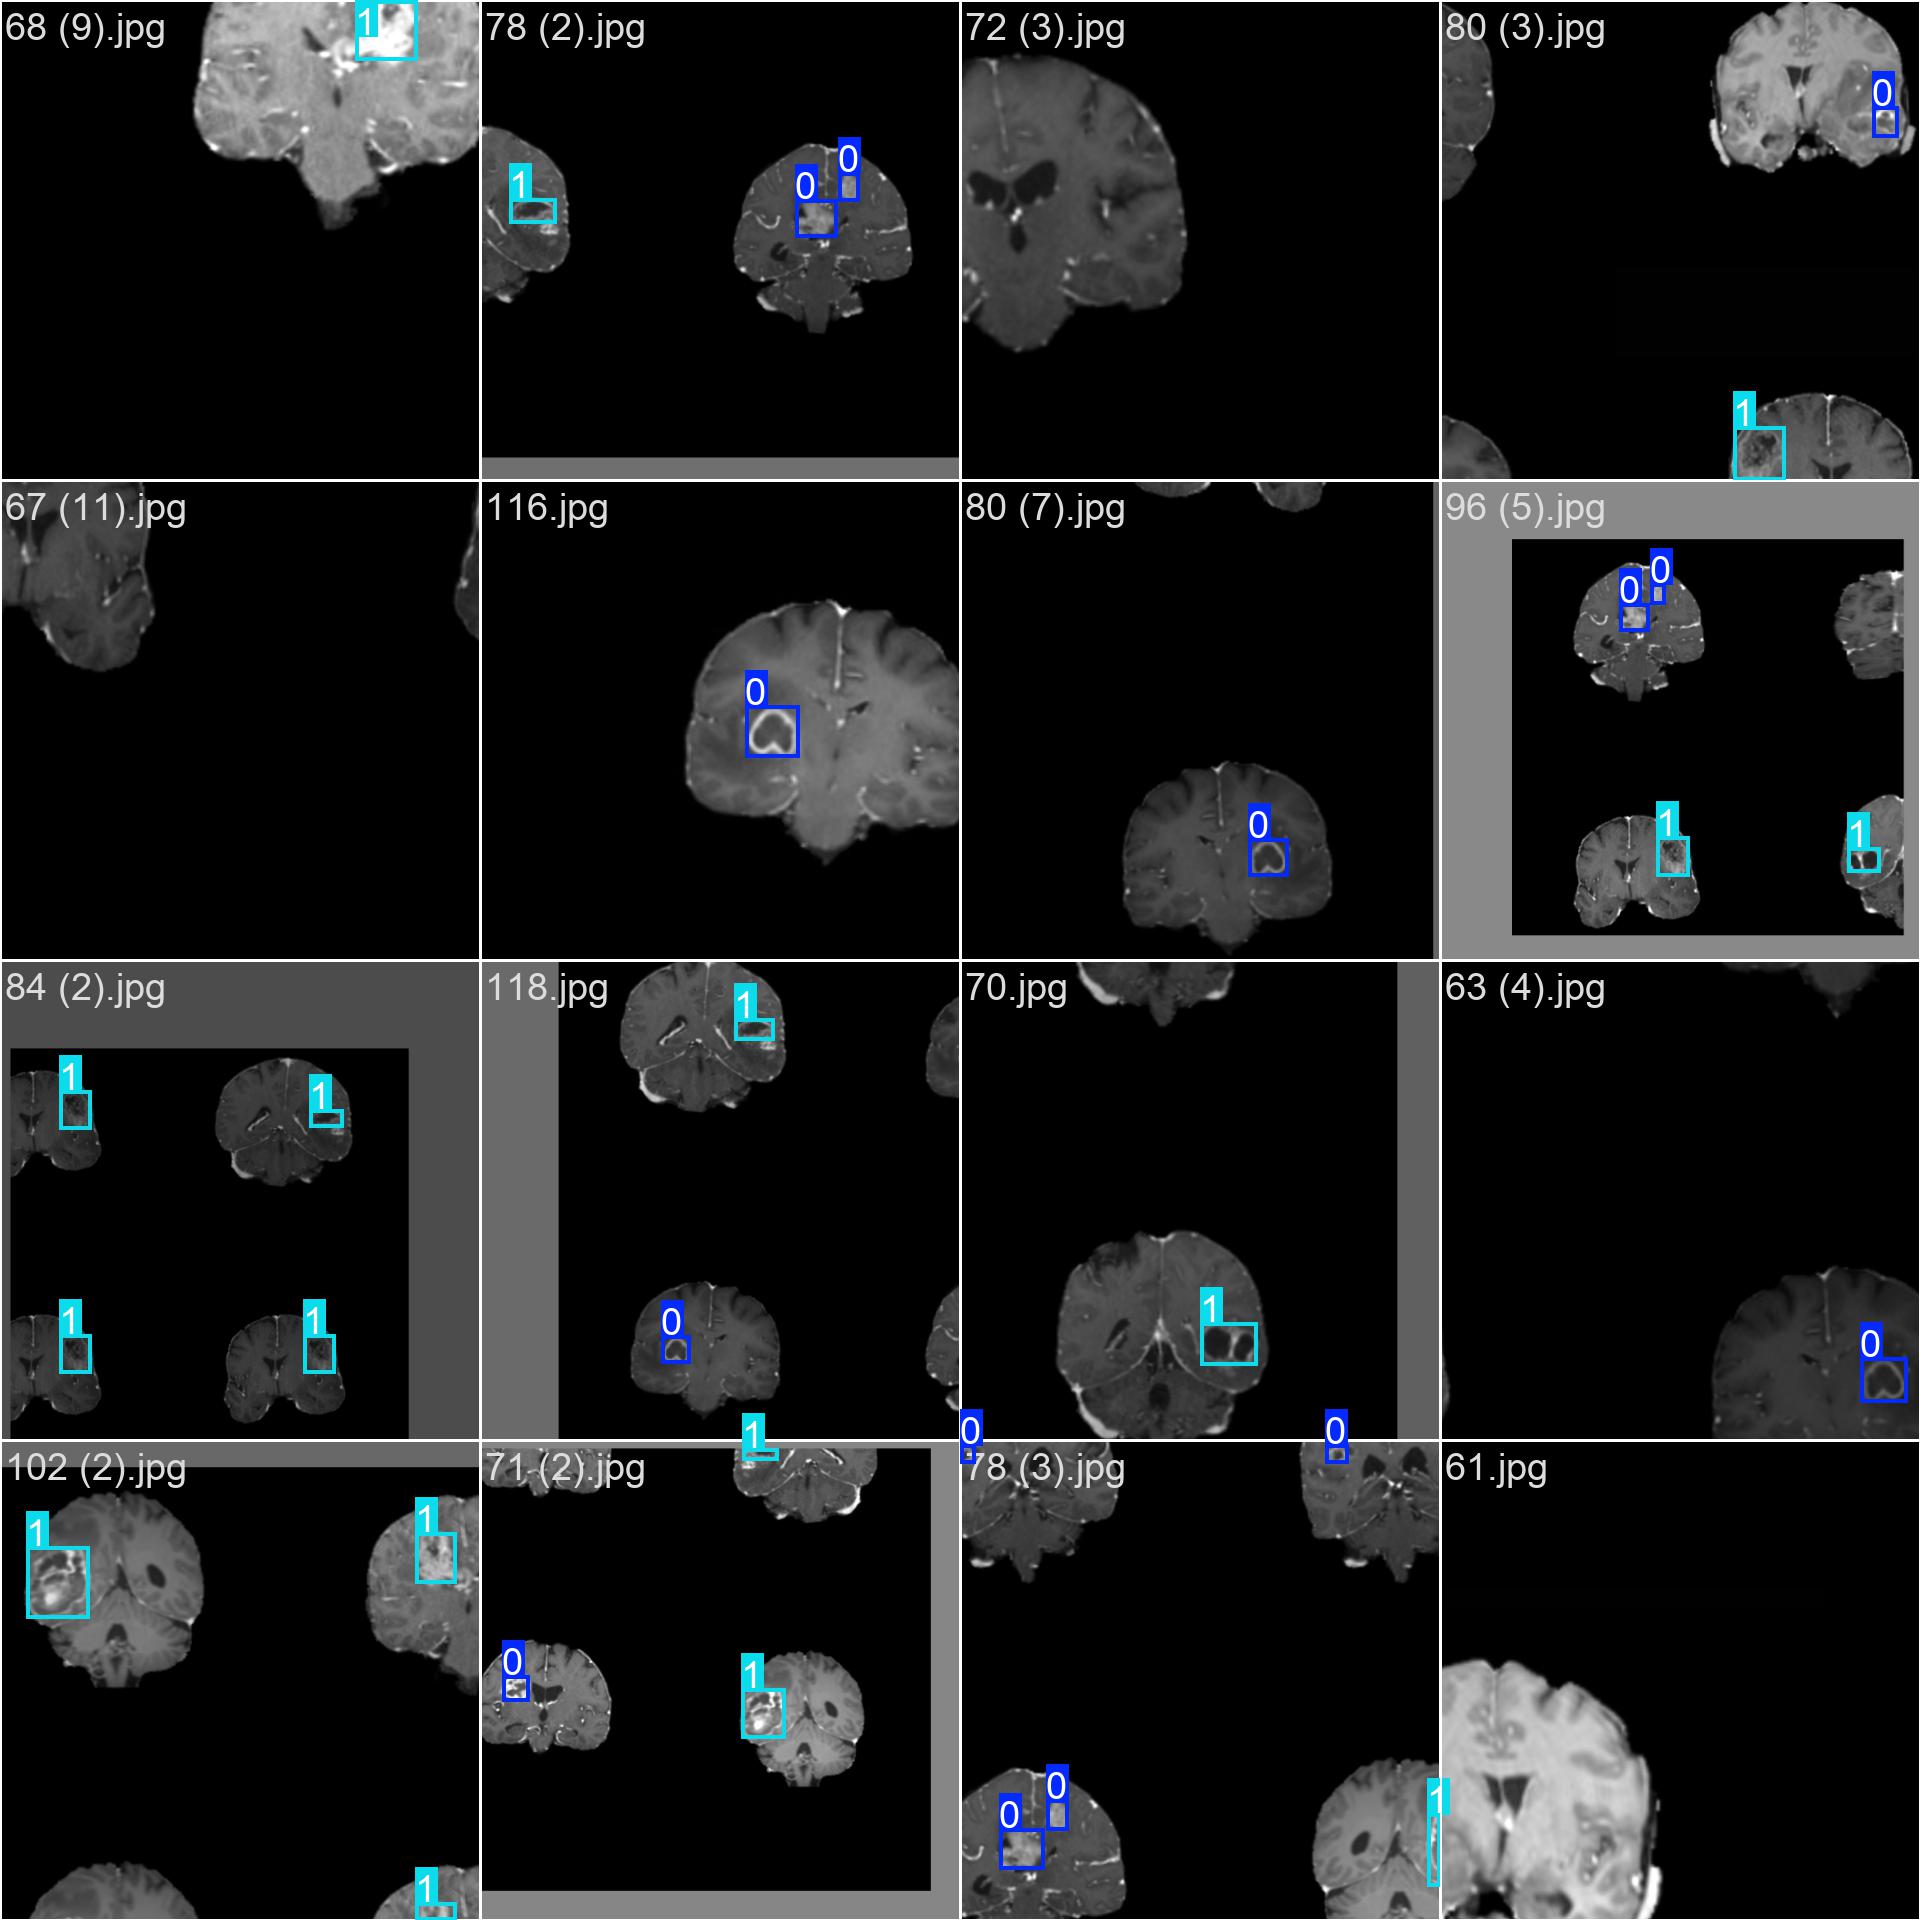 68 (9).jpg
1
78 (2).jpg
1
0
0
72 (3).jpg
80 (3).jpg
0
1
67 (11).jpg
116.jpg
0
80 (7).jpg
0
96 (5).jpg
0
0
1
1
84 (2).jpg
1
1
1
1
118.jpg
1
0
70.jpg
1
63 (4).jpg
0
102 (2).jpg
1
1
1
71 (2).jpg
1
0
1
78 (3).jpg
0
0
0
0
1
61.jpg